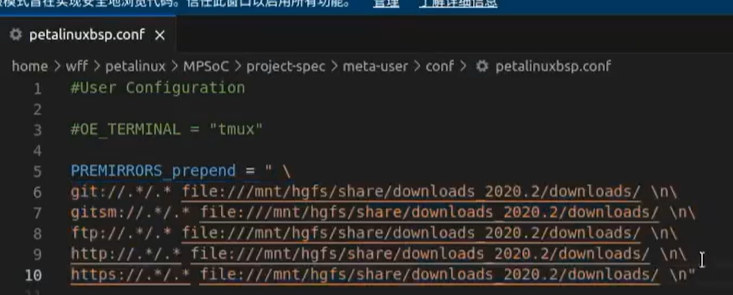 模式旨在实现安全地浏览代码。信任此窗口以启用所有功能。 管理 了解详细信息
petalinuxbsp.conf
home > wff > petalinux > MPSoC > project-spec > meta-user > conf > petalinuxbsp.conf
1 #User Configuration
2
3 #OE_TERMINAL = "tmux"
4
5 PREMIRRORS_prepend = " \
6 git://.*/.* file:///mnt/hgfs/share/downloads_2020.2/downloads/ \n\
7 gitsm://.*/.* file:///mnt/hgfs/share/downloads_2020.2/downloads/ \n\
8 ftp://.*/.* file:///mnt/hgfs/share/downloads_2020.2/downloads/ \n\
9 http://.*/.* file:///mnt/hgfs/share/downloads_2020.2/downloads/ \n\
10 https://.*/.* file:///mnt/hgfs/share/downloads_2020.2/downloads/ \n"